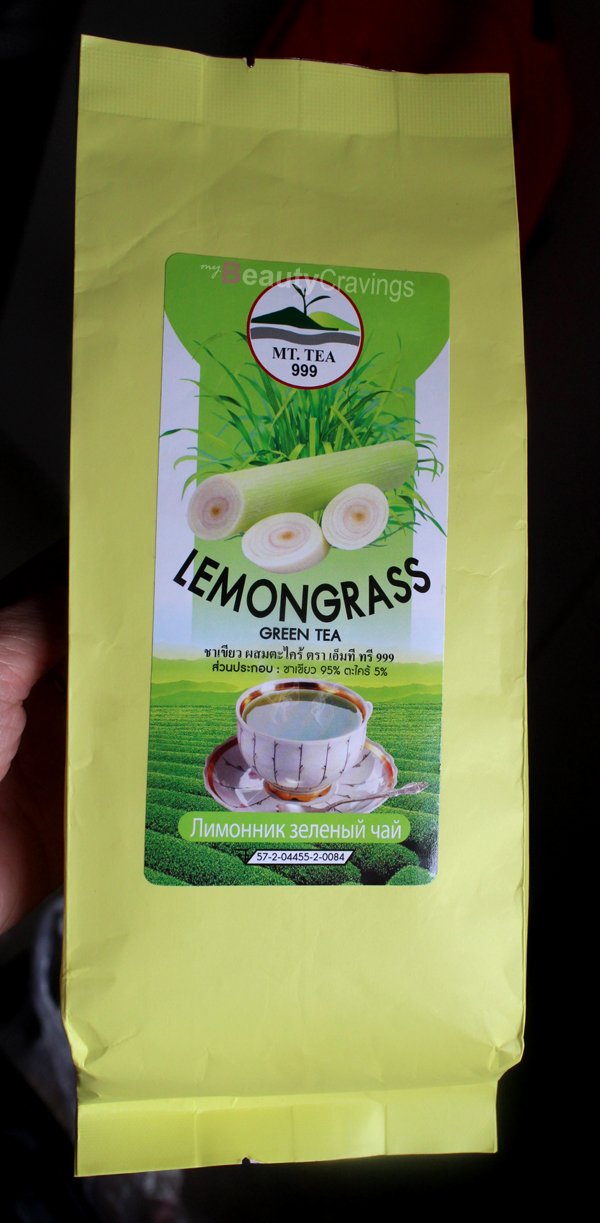 my BeautyCravings
MT. TEA
999
LEMONGRASS
GREEN TEA
ชาเขียว ผสมตะไคร้ ตรา เอ็มที ทรี 999
ส่วนประกอบ : ชาเขียว 95% ตะไคร้ 5%
Лимонник зеленый чай
57-2-04455-2-0084